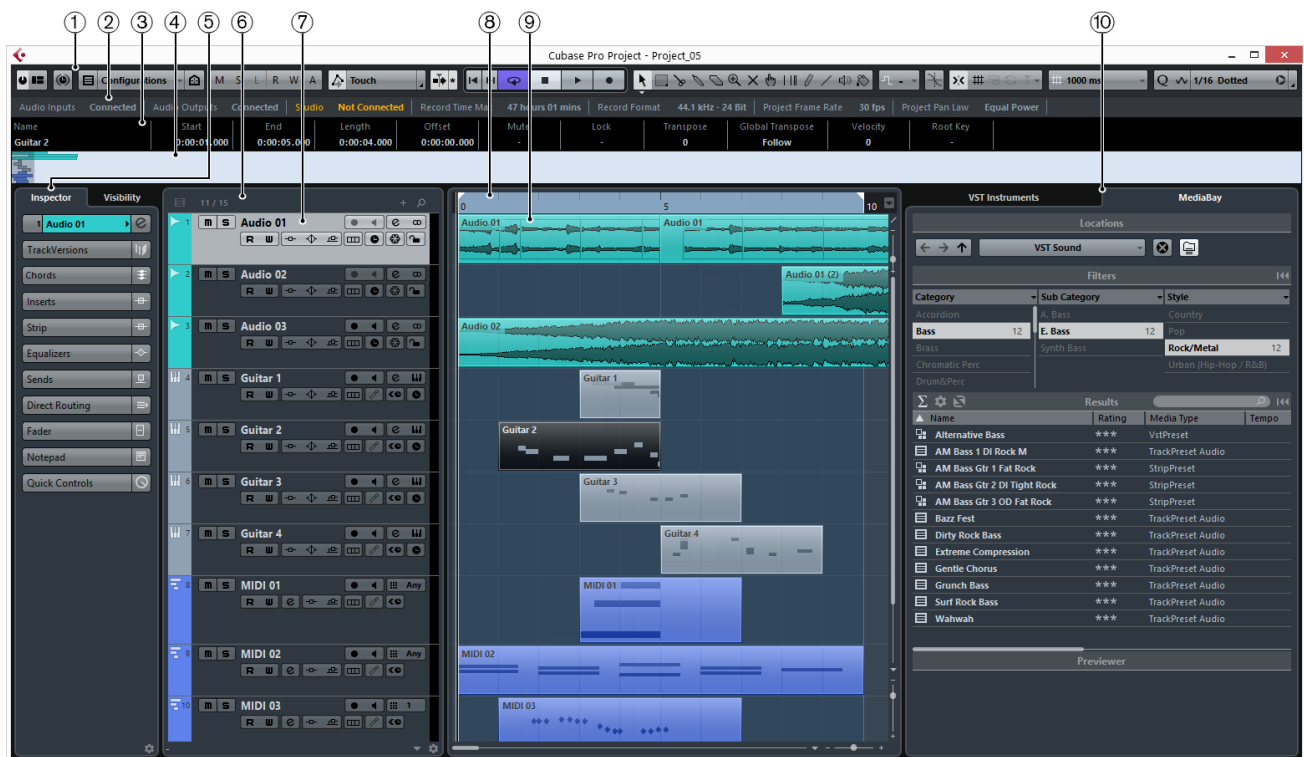 ① ② ③ ④ ⑤ ⑥ ⑦ ⑧ ⑨ ⑩
Cubase Pro Project - Project_05
Configurations M S L R W A Touch 1000 ms Q 1/16 Dotted
Audio Inputs Connected Audio Outputs Connected Studio Not Connected Record Time Ma 47 hours 01 mins Record Format 44.1 kHz - 24 Bit Project Frame Rate 30 fps Project Pan Law Equal Power
Name Start End Length Offset Mute Lock Transpose Global Transpose Velocity Root Key
Guitar 2 0:00:01.000 0:00:05.000 0:00:04.000 0:00:00.000 - - 0 Follow 0 -
Inspector Visibility
1 Audio 01 e
TrackVersions
Chords
Inserts
Strip
Equalizers
Sends
Direct Routing
Fader
Notepad
Quick Controls
11 / 15
1 m S Audio 01 e
R W
2 m S Audio 02 e
R W
3 m S Audio 03 e
R W
4 m S Guitar 1 e
R W
5 m S Guitar 2 e
R W
6 m S Guitar 3 e
R W
7 m S Guitar 4 e
R W
8 m S MIDI 01 Any
R W e
9 m S MIDI 02 Any
R W e
10 m S MIDI 03 1
R W e
0 5 10
Audio 01 Audio 01
Audio 01 (2)
Audio 02
Guitar 1
Guitar 2
Guitar 3
Guitar 4
MIDI 01
MIDI 02
MIDI 03
VST Instruments MediaBay
Locations
VST Sound
Filters
Category Sub Category Style
Accordion A. Bass Country
Bass 12 E. Bass 12 Pop
Brass Synth Bass Rock/Metal 12
Chromatic Perc Urban (Hip-Hop / R&B)
Drum&Perc
Results
Name Rating Media Type Tempo
Alternative Bass *** VstPreset
AM Bass 1 DI Rock M *** TrackPreset Audio
AM Bass Gtr 1 Fat Rock *** StripPreset
AM Bass Gtr 2 DI Tight Rock *** StripPreset
AM Bass Gtr 3 OD Fat Rock *** StripPreset
Bazz Fest *** TrackPreset Audio
Dirty Rock Bass *** TrackPreset Audio
Extreme Compression *** TrackPreset Audio
Gentle Chorus *** TrackPreset Audio
Grunch Bass *** TrackPreset Audio
Surf Rock Bass *** TrackPreset Audio
Wahwah *** TrackPreset Audio
Previewer